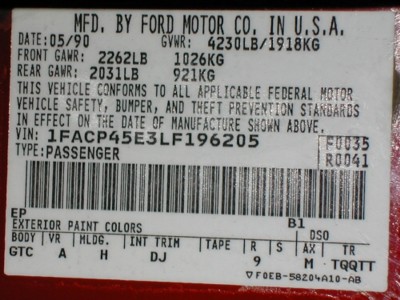 MFD. BY FORD MOTOR CO. IN U.S.A.
DATE: 05/90 GVWR: 4230LB/1918KG
FRONT GAWR: 2262LB 1026KG
REAR GAWR: 2031LB 921KG
THIS VEHICLE CONFORMS TO ALL APPLICABLE FEDERAL MOTOR
VEHICLE SAFETY, BUMPER, AND THEFT PREVENTION STANDARDS
IN EFFECT ON THE DATE OF MANUFACTURE SHOWN ABOVE.
VIN: 1FACP45E3LF196205 F0035
TYPE: PASSENGER R0041
EP B1
EXTERIOR PAINT COLORS DSO
BODY VR MLDG. INT TRIM TAPE R S AX TR
GTC A H DJ 9 M TQQTT
▽F0EB-58204A10-AB